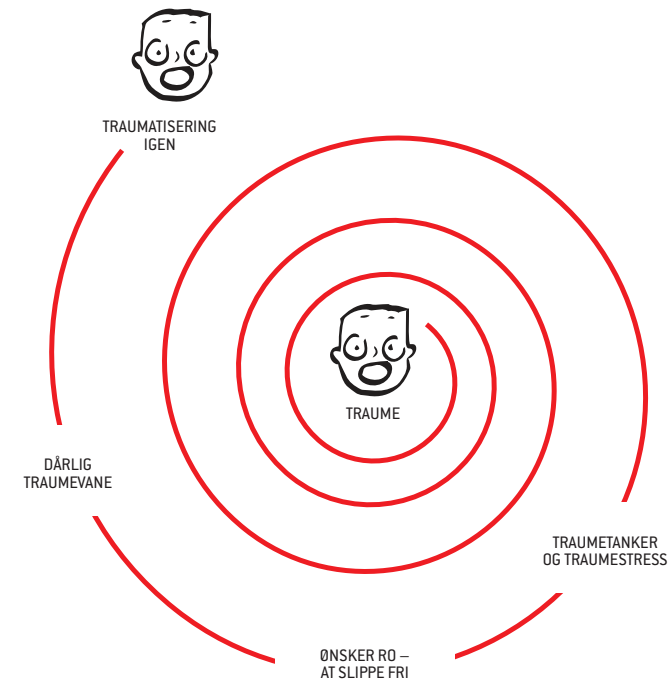 TRAUMATISERING
IGEN
TRAUME
DÅRLIG
TRAUMEVANE
TRAUMETANKER
OG TRAUMESTRESS
ØNSKER RO –
AT SLIPPE FRI